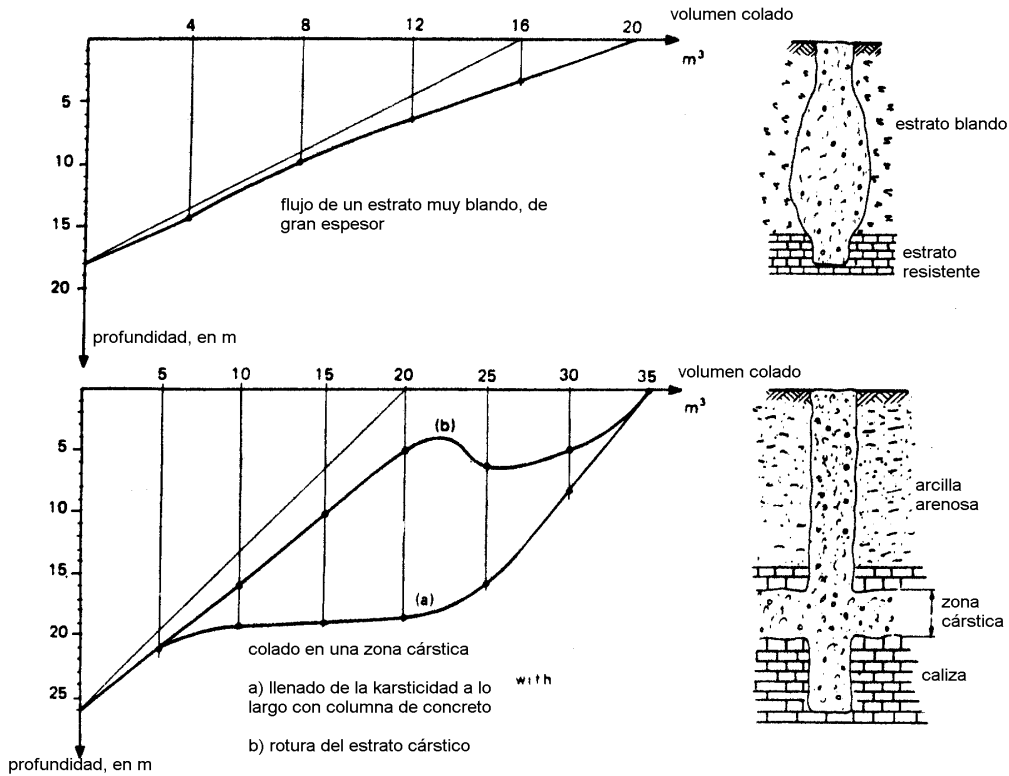 volumen colado
4 8 12 16 20
m³
5
10
15
20
estrato blando
flujo de un estrato muy blando, de
gran espesor
estrato
resistente
profundidad, en m
5 10 15 20 25 30 35
volumen colado
m³
(b)
5
10
15
20
25
arcilla
arenosa
(a)
zona
cárstica
colado en una zona cárstica
caliza
a) llenado de la karsticidad a lo
largo con columna de concreto
with
b) rotura del estrato cárstico
profundidad, en m